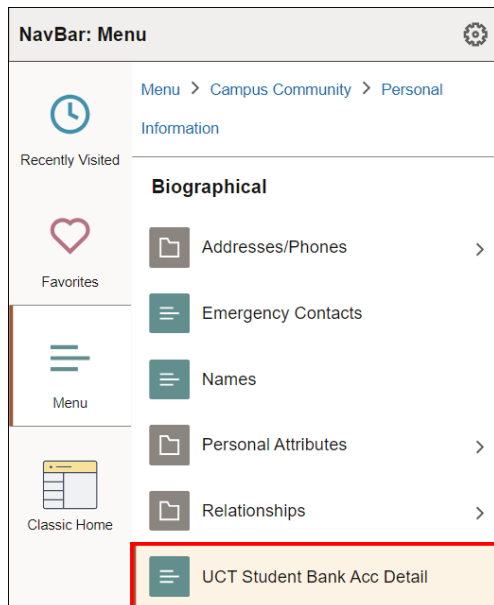 NavBar: Menu
Recently Visited
Favorites
Menu
Classic Home
Menu > Campus Community > Personal
Information
Biographical
Addresses/Phones
Emergency Contacts
Names
Personal Attributes
Relationships
UCT Student Bank Acc Detail